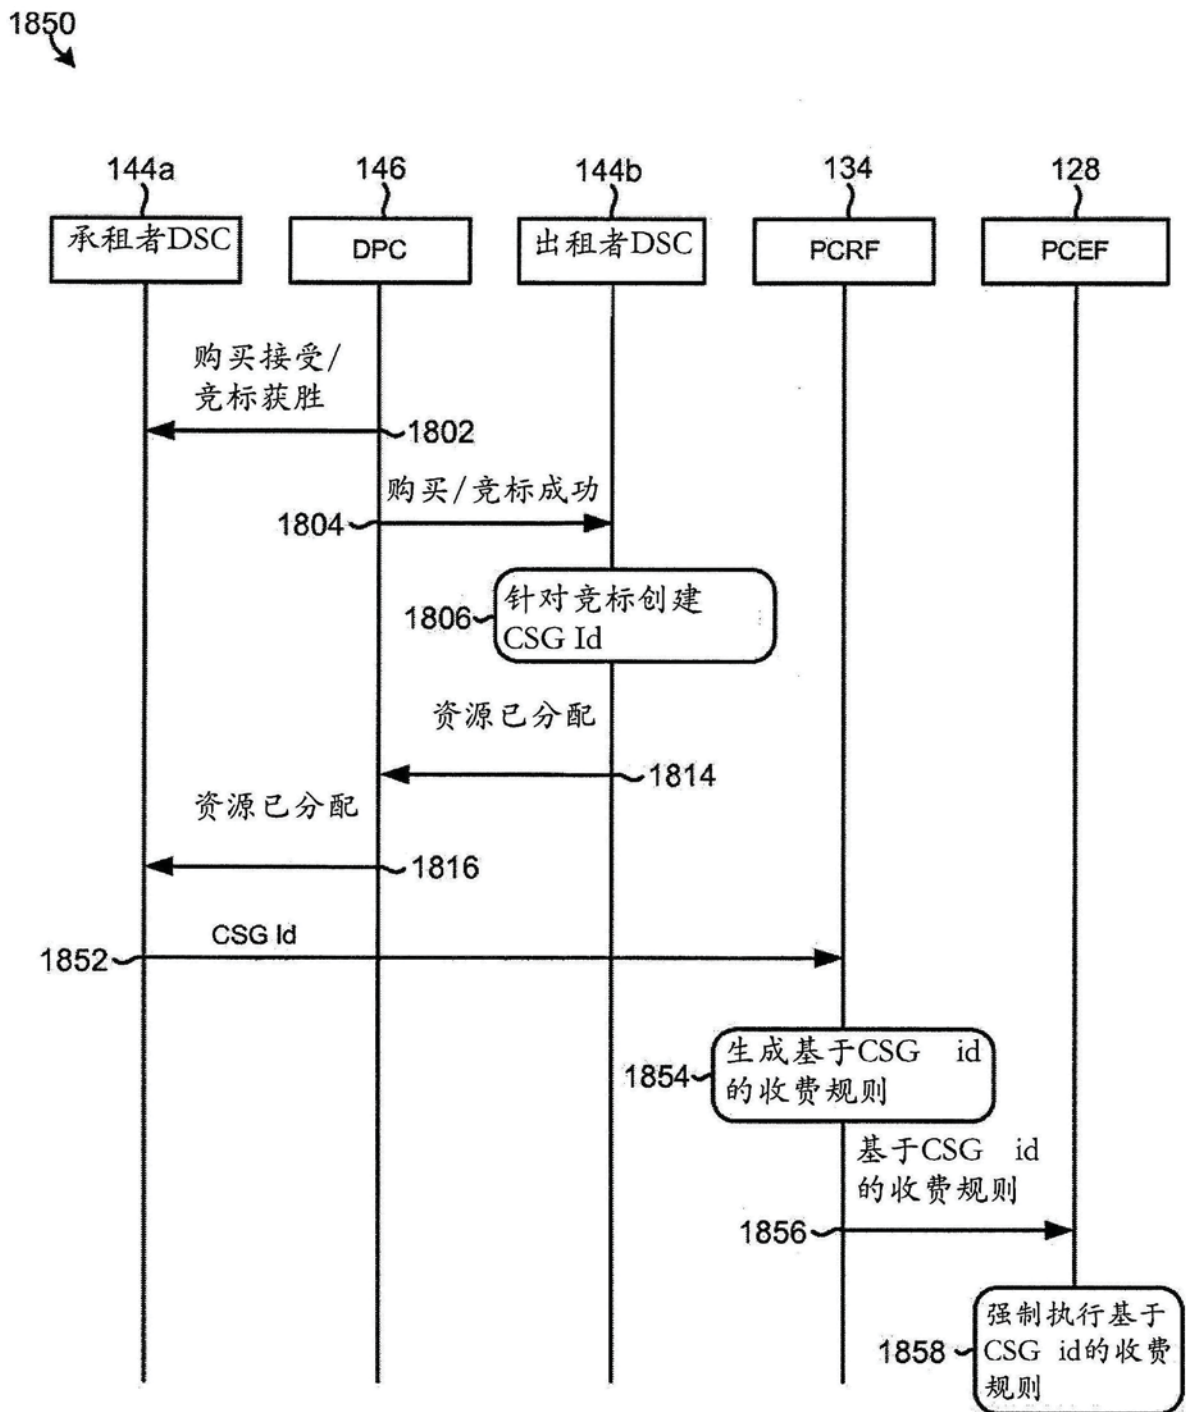 1850
144a
146
144b
134
128
承租者DSC
DPC
出租者DSC
PCRF
PCEF
购买接受/
竞标获胜
1802
购买/竞标成功
1804
1806
针对竞标创建
CSG Id
资源已分配
1814
资源已分配
1816
CSG Id
1852
1854
生成基于CSG id
的收费规则
基于CSG id
的收费规则
1856
1858
强制执行基于
CSG id的收费
规则